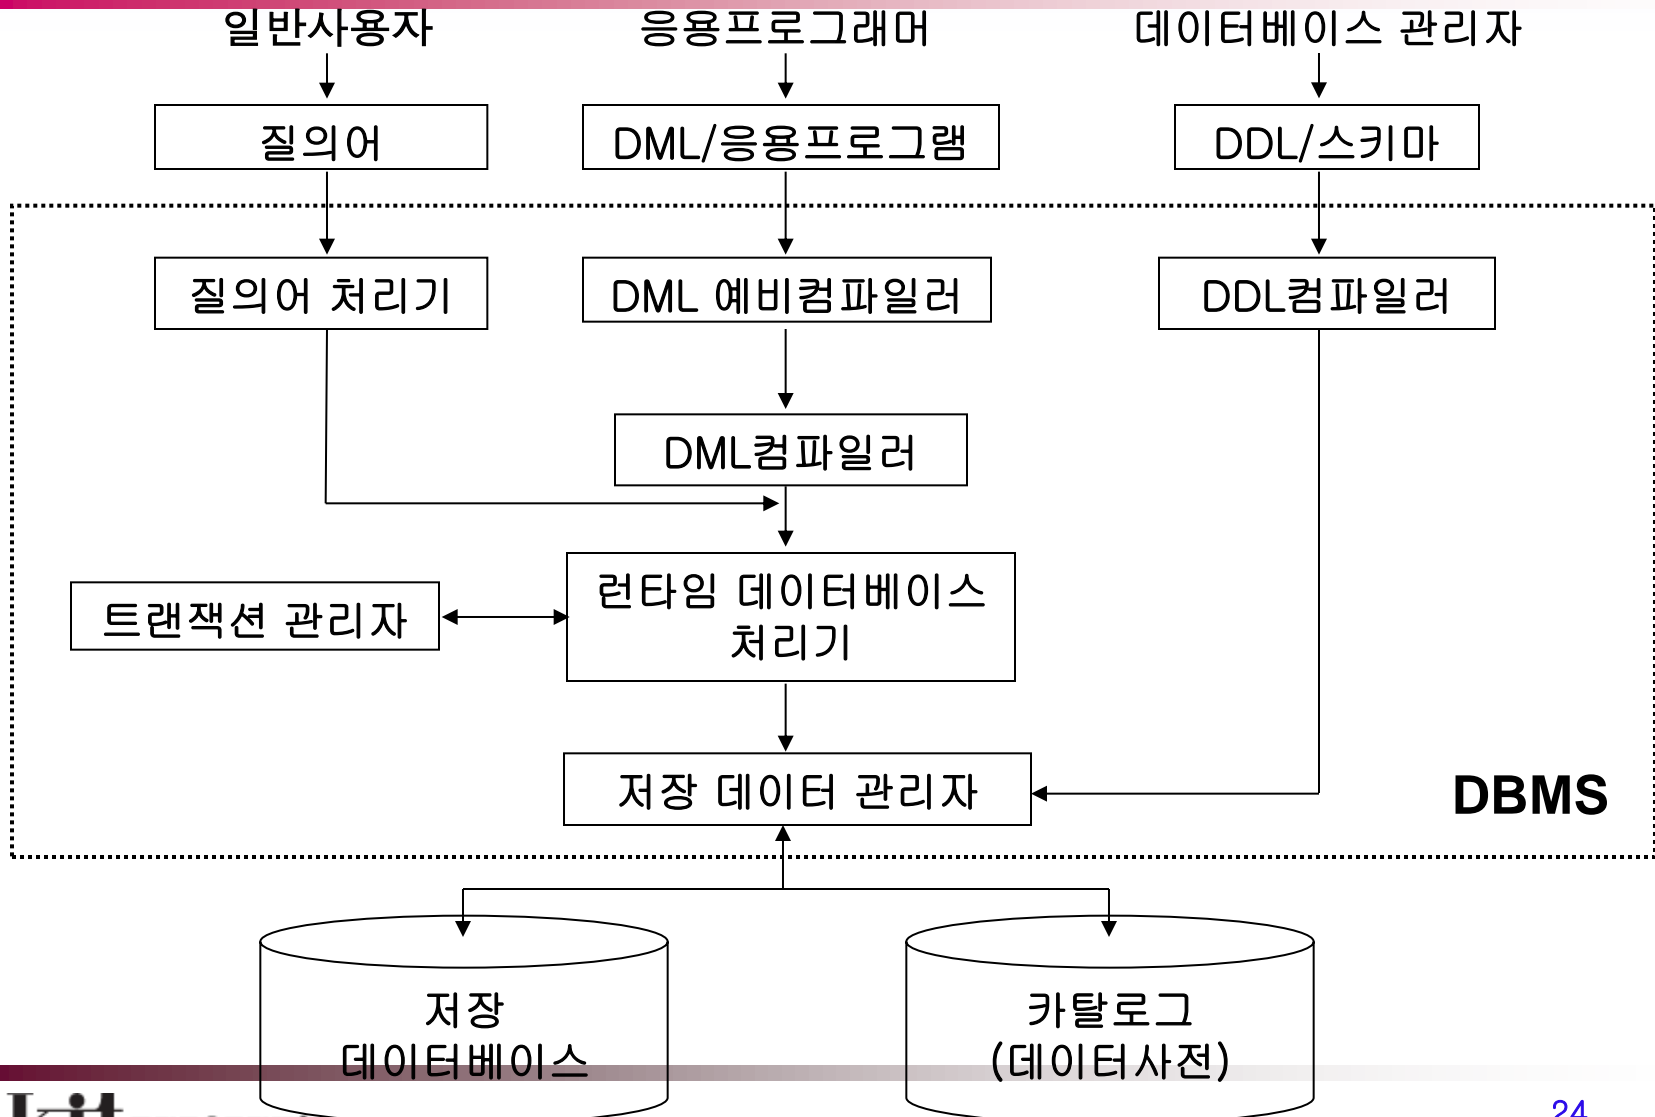 일반사용자
응용프로그래머
데이터베이스 관리자
질의어
DML/응용프로그램
DDL/스키마
질의어 처리기
DML 예비컴파일러
DDL컴파일러
DML컴파일러
런타임 데이터베이스
처리기
트랜잭션 관리자
저장 데이터 관리자
DBMS
저장
데이터베이스
카탈로그
(데이터사전)
24